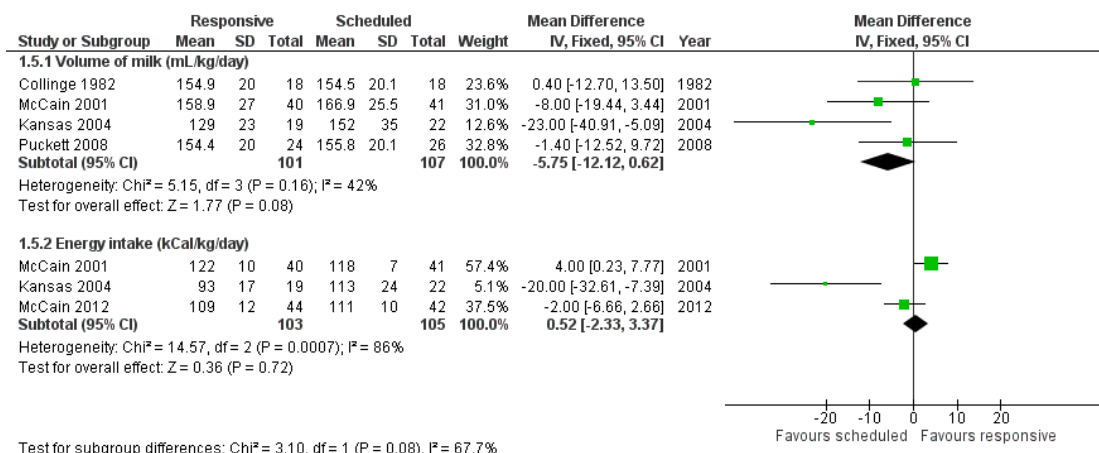 Responsive Scheduled Mean Difference Mean Difference
Study or Subgroup Mean SD Total Mean SD Total Weight IV, Fixed, 95% CI Year IV, Fixed, 95% CI
1.5.1 Volume of milk (mL/kg/day)
Collinge 1982 154.9 20 18 154.5 20.1 18 23.6% 0.40 [-12.70, 13.50] 1982
McCain 2001 158.9 27 40 166.9 25.5 41 31.0% -8.00 [-19.44, 3.44] 2001
Kansas 2004 129 23 19 152 35 22 12.6% -23.00 [-40.91, -5.09] 2004
Puckett 2008 154.4 20 24 155.8 20.1 26 32.8% -1.40 [-12.52, 9.72] 2008
Subtotal (95% CI) 101 107 100.0% -5.75 [-12.12, 0.62]
Heterogeneity: Chi² = 5.15, df = 3 (P = 0.16); I² = 42%
Test for overall effect: Z = 1.77 (P = 0.08)
1.5.2 Energy intake (kCal/kg/day)
McCain 2001 122 10 40 118 7 41 57.4% 4.00 [0.23, 7.77] 2001
Kansas 2004 93 17 19 113 24 22 5.1% -20.00 [-32.61, -7.39] 2004
McCain 2012 109 12 44 111 10 42 37.5% -2.00 [-6.66, 2.66] 2012
Subtotal (95% CI) 103 105 100.0% 0.52 [-2.33, 3.37]
Heterogeneity: Chi² = 14.57, df = 2 (P = 0.0007); I² = 86%
Test for overall effect: Z = 0.36 (P = 0.72)
-20 -10 0 10 20
Favours scheduled Favours responsive
Test for subgroup differences: Chi² = 3.10, df = 1 (P = 0.08), I² = 67.7%